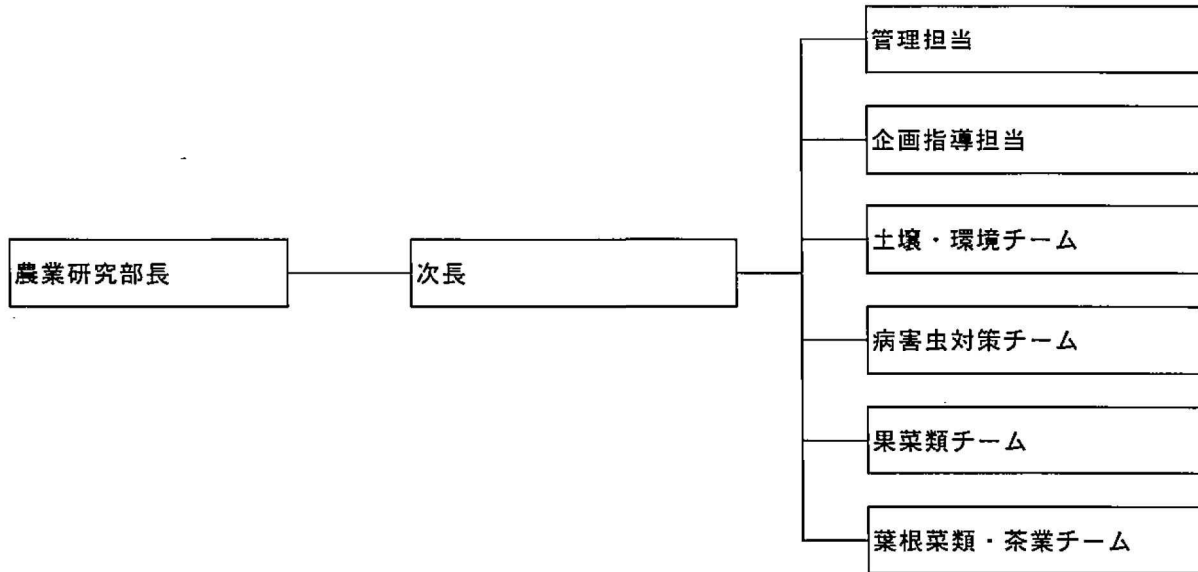 管理担当
企画指導担当
土壌・環境チーム
農業研究部長
次長
病害虫対策チーム
果菜類チーム
葉根菜類・茶業チーム